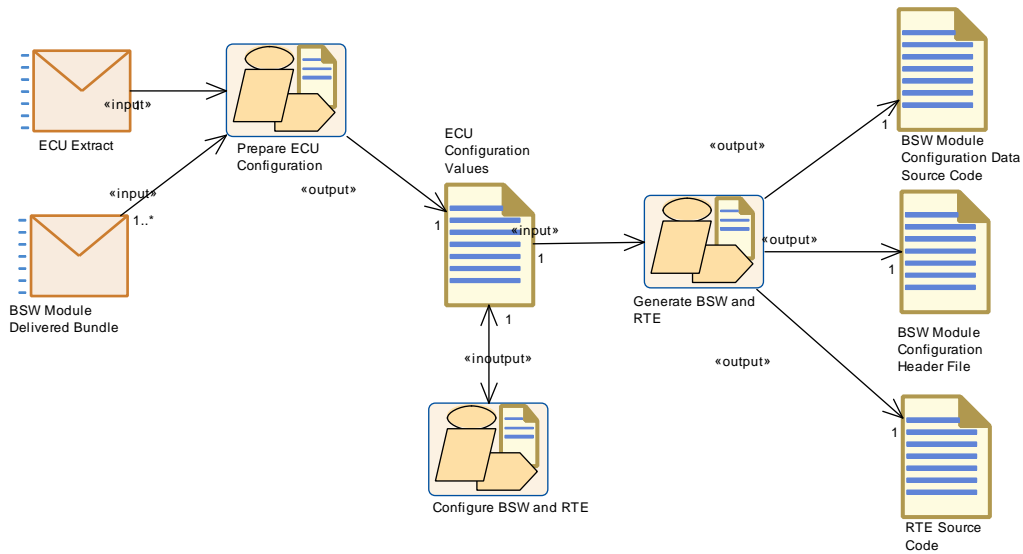 «input»
1
ECU Extract
Prepare ECU
Configuration
«input»
1..*
BSW Module
Delivered Bundle
«output»
ECU
Configuration
Values
1
«input»
1
1
«inoutput»
Configure BSW and RTE
Generate BSW and
RTE
«output»
1
BSW Module
Configuration Data
Source Code
«output»
1
BSW Module
Configuration
Header File
«output»
1
RTE Source
Code